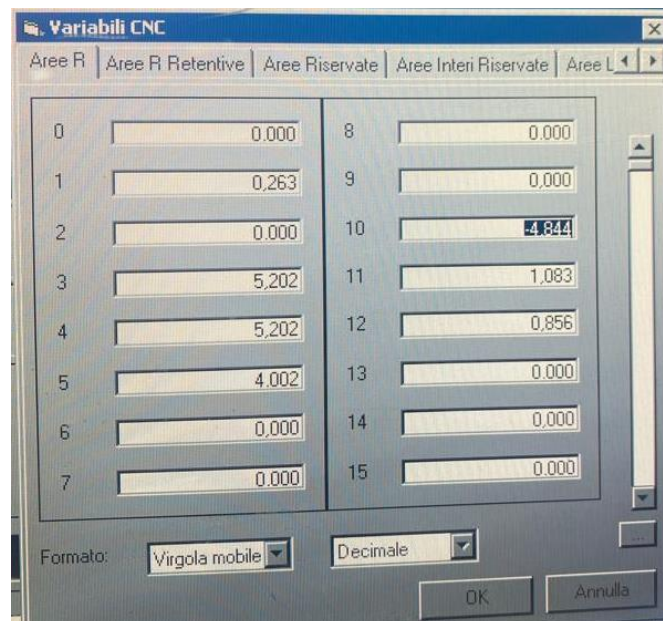 Variabili CNC
Aree R Aree R Retentive Aree Riservate Aree Interi Riservate Aree L
0 0.000 8 0.000
1 0,263 9 0,000
2 0.000 10 -4.844
3 5,202 11 1,083
4 5,202 12 0,856
5 4.002 13 0.000
6 0,000 14 0,000
7 0.000 15 0.000
Formato: Virgola mobile Decimale ...
OK Annulla